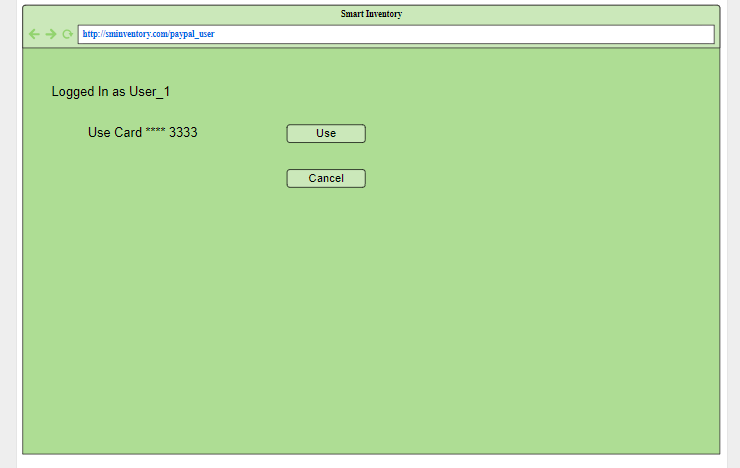 Smart Inventory
http://sminventory.com/paypal_user
Logged In as User_1
Use Card **** 3333
Use
Cancel